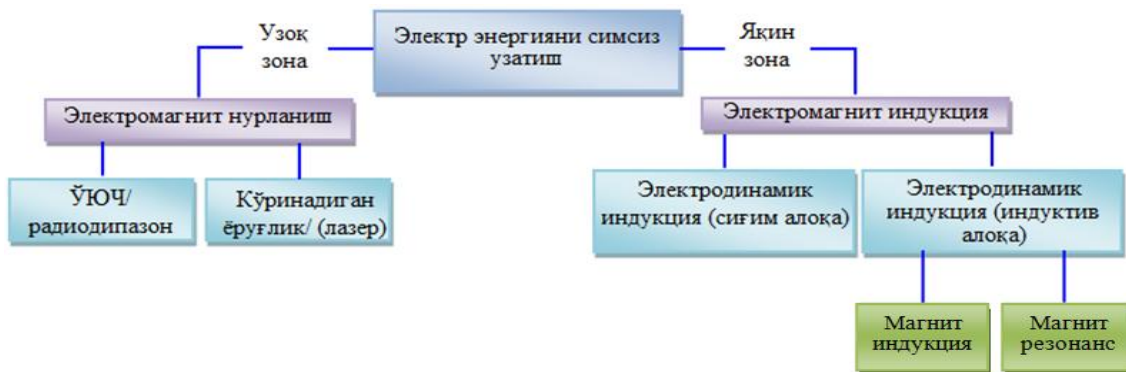 Узоқ
зона
Электр энергияни симсиз
узатиш
Яқин
зона
Электромагнит нурланиш
Электромагнит индукция
ЎЮЧ/
радиодипазон
Кўринадиган
ёруғлик/ (лазер)
Электродинамик
индукция (сиғим алоқа)
Электродинамик
индукция (индуктив
алоқа)
Магнит
индукция
Магнит
резонанс